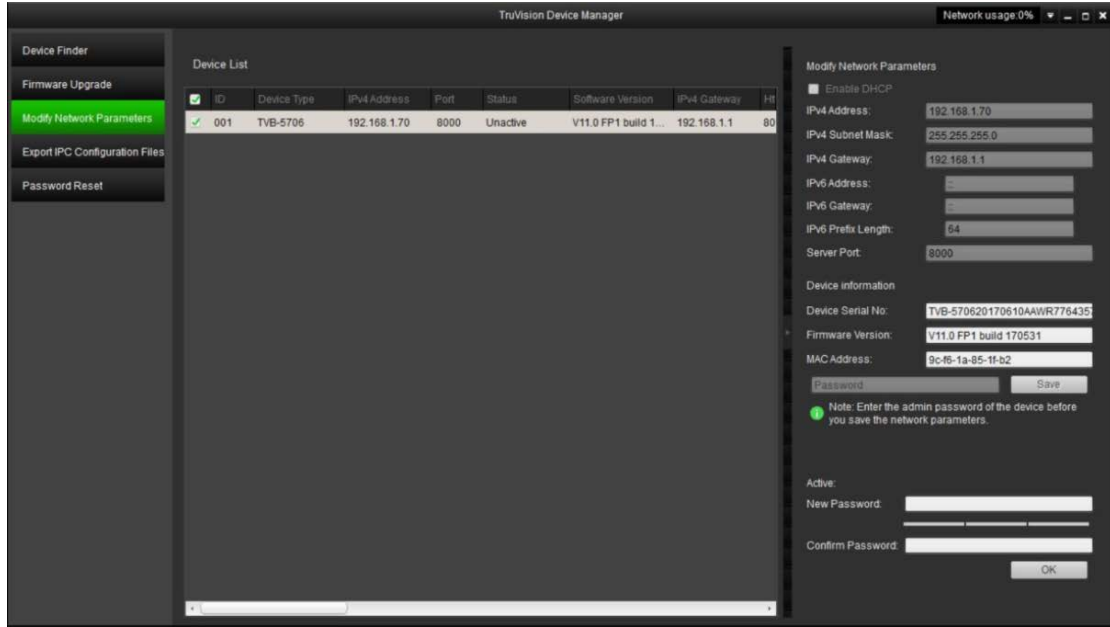 TruVision Device Manager
Network usage:0%
Device Finder
Firmware Upgrade
Modify Network Parameters
Export IPC Configuration Files
Password Reset
Device List
ID Device Type IPv4 Address Port Status Software Version IPv4 Gateway Ht
001 TVB-5706 192.168.1.70 8000 Unactive V11.0 FP1 build 1... 192.168.1.1 80
Modify Network Parameters
Enable DHCP
IPv4 Address: 192.168.1.70
IPv4 Subnet Mask: 255.255.255.0
IPv4 Gateway: 192.168.1.1
IPv6 Address: ::
IPv6 Gateway: ::
IPv6 Prefix Length: 64
Server Port: 8000
Device information
Device Serial No: TVB-570620170610AAWR7764357
Firmware Version: V11.0 FP1 build 170531
MAC Address: 9c-f6-1a-85-1f-b2
Password Save
Note: Enter the admin password of the device before
you save the network parameters.
Active:
New Password:
Confirm Password:
OK